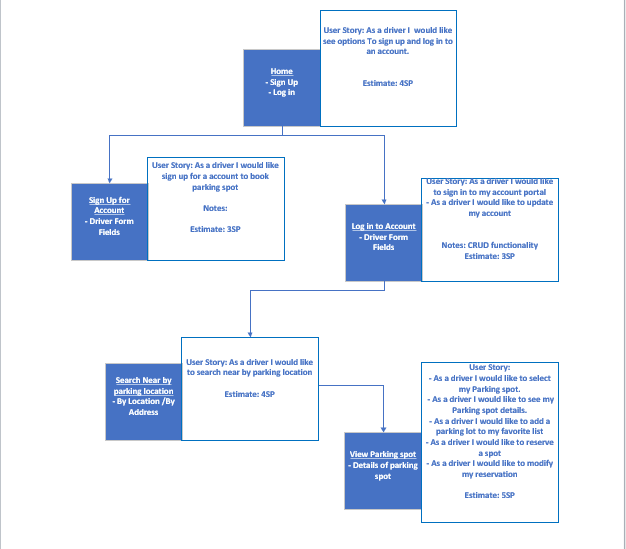 User Story: As a driver I  would like
see options To sign up and log in to
an account.
Estimate: 4SP
Home
- Sign Up
- Log in
User Story: As a driver I would like
sign up for a account to book
parking spot
Notes:
Estimate: 3SP
Sign Up for
Account
- Driver Form
Fields
User Story: As a driver I would like
to sign in to my account portal
- As a driver I would like to update
my account
Notes: CRUD functionality
Estimate: 3SP
Log in to Account
- Driver Form
Fields
User Story: As a driver I would like
to search near by parking location
Estimate: 4SP
Search Near by
parking location
- By Location /By
Address
User Story:
- As a driver I would like to select
my Parking spot.
- As a driver I would like to see my
Parking spot details.
- As a driver I would like to add a
parking lot to my favorite list
- As a driver I would like to reserve
a spot
- As a driver I would like to modify
my reservation
Estimate: 5SP
View Parking spot
- Details of parking
spot